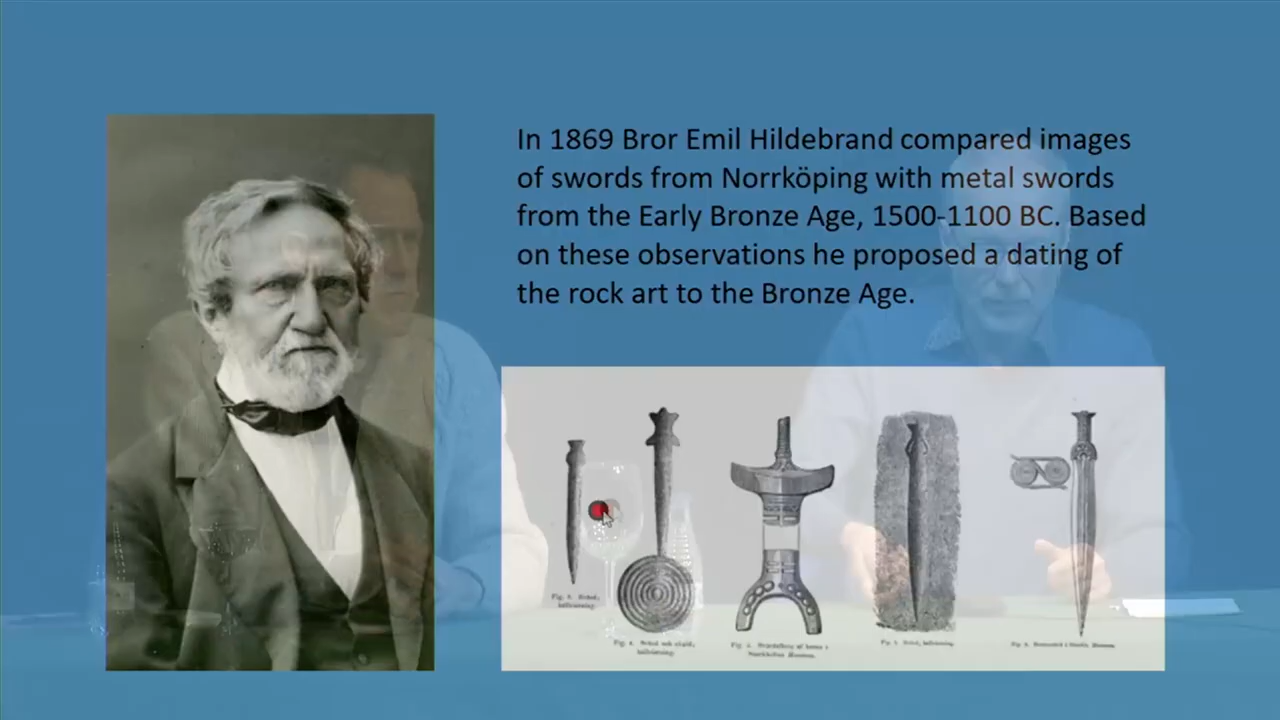 In 1869 Bror Emil Hildebrand compared images
of swords from Norrköping with metal swords
from the Early Bronze Age, 1500-1100 BC. Based
on these observations he proposed a dating of
the rock art to the Bronze Age.